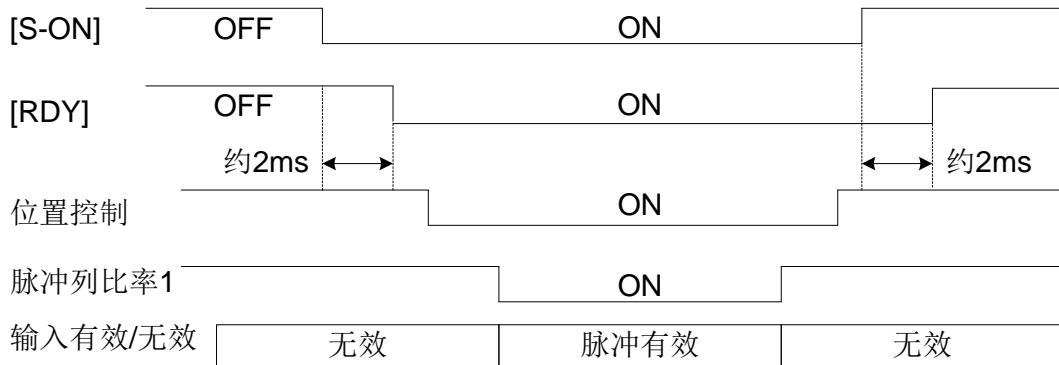 [S-ON] OFF ON
[RDY] OFF ON
约2ms 约2ms
位置控制 ON
脉冲列比率1 ON
输入有效/无效 无效 脉冲有效 无效